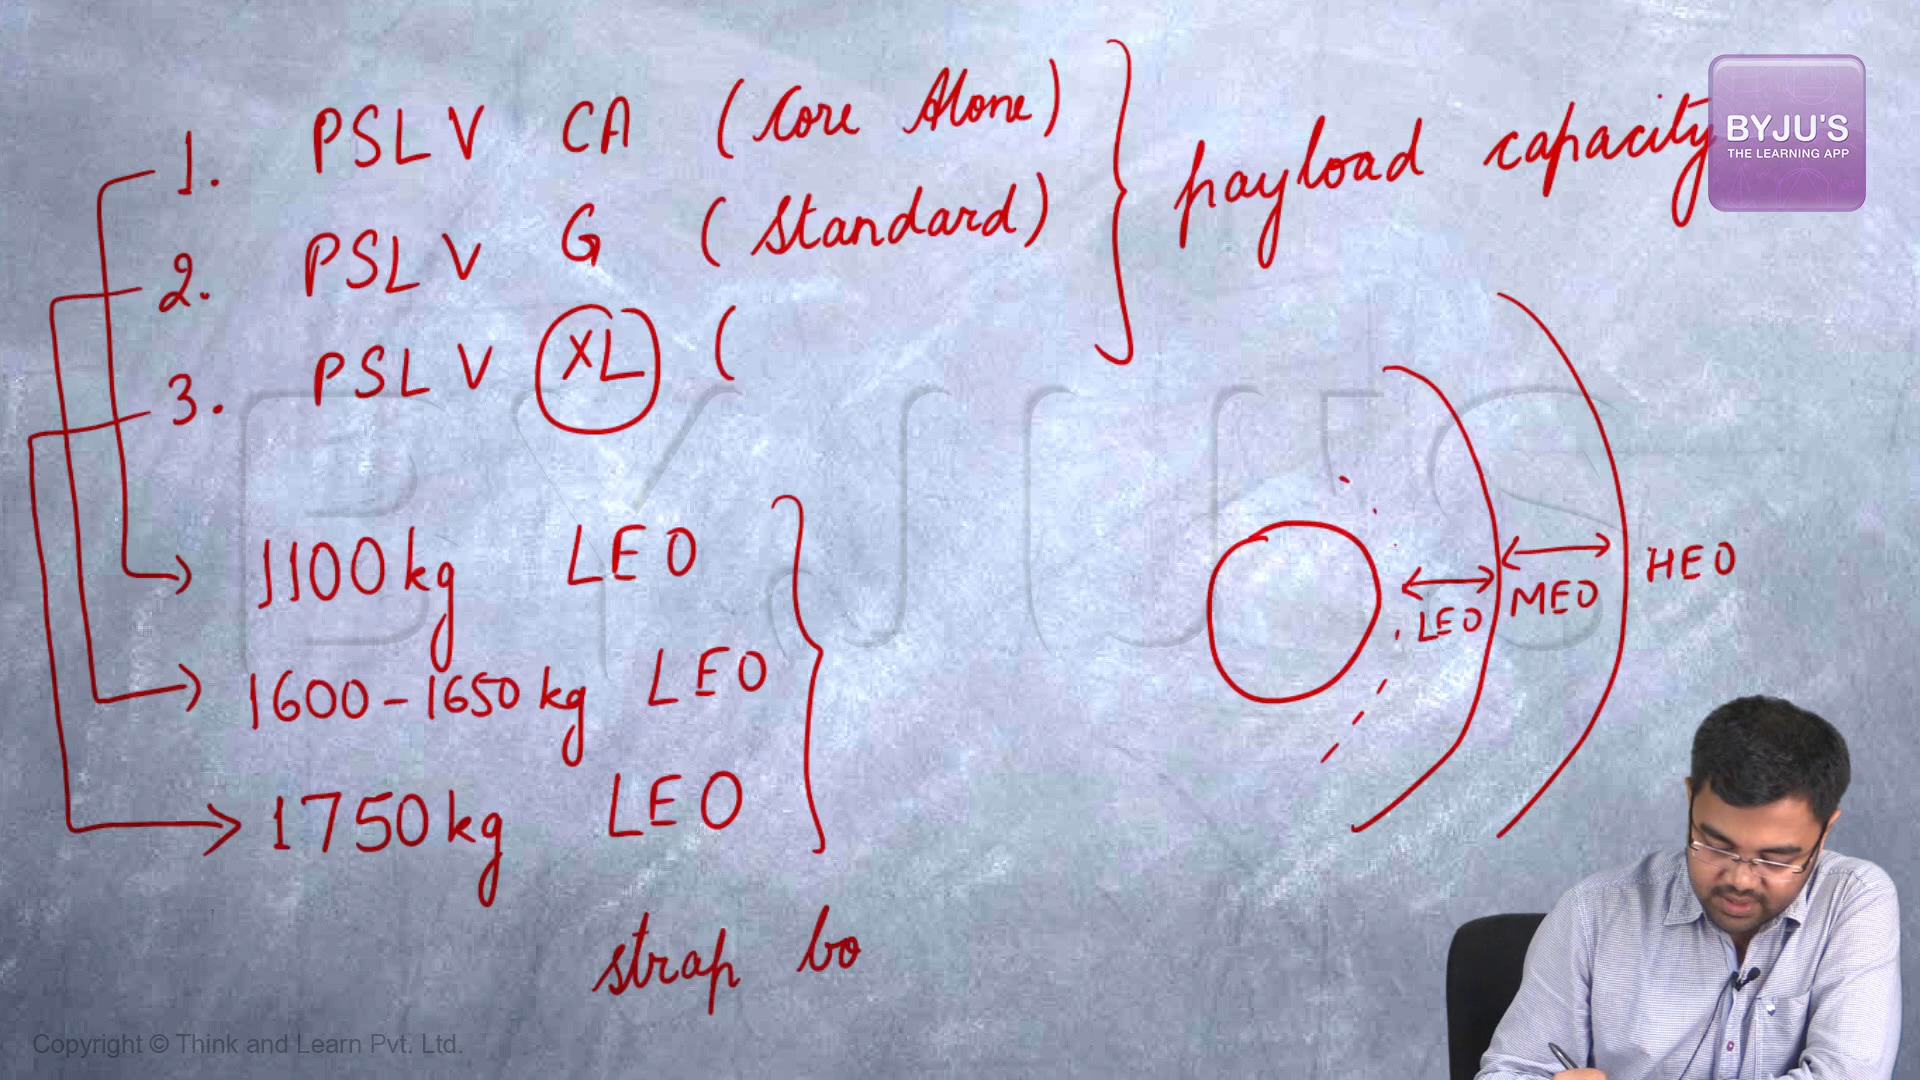 1. PSLV CA (Core Alone)
2. PSLV G (Standard)
3. PSLV XL (
payload capacity
BYJU'S
THE LEARNING APP
1100 kg LEO
1600-1650 kg LEO
1750 kg LEO
LEO
MEO
HEO
strap bo
BYJU'S
Copyright © Think and Learn Pvt. Ltd.